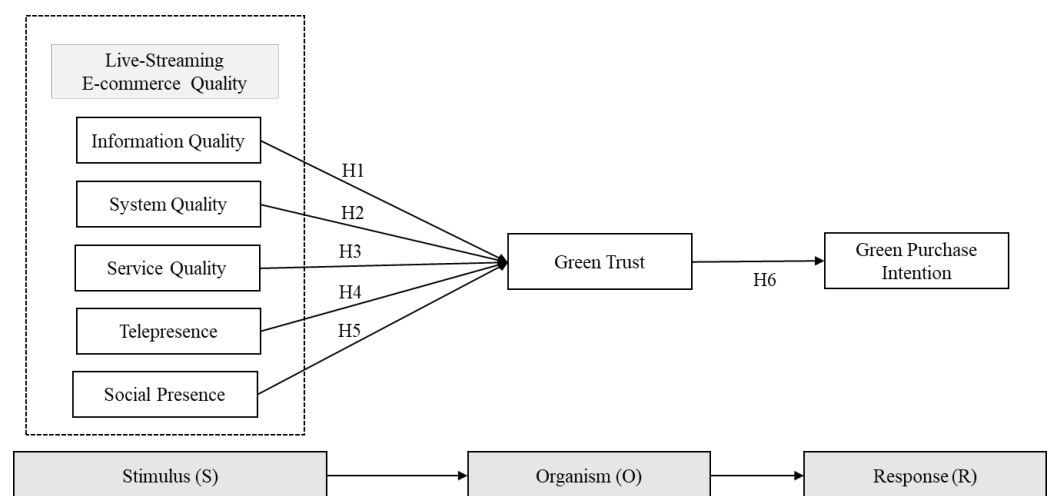 Live-Streaming
E-commerce Quality
Information Quality
System Quality
Service Quality
Telepresence
Social Presence
H1
H2
H3
H4
H5
Green Trust
H6
Green Purchase
Intention
Stimulus (S)
Organism (O)
Response (R)